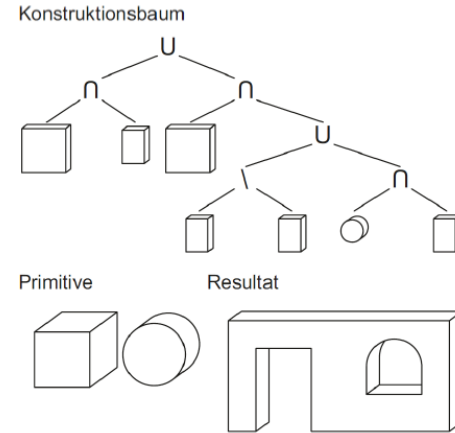 Konstruktionsbaum
∪
∩ ∩
∪
\ ∩
Primitive Resultat